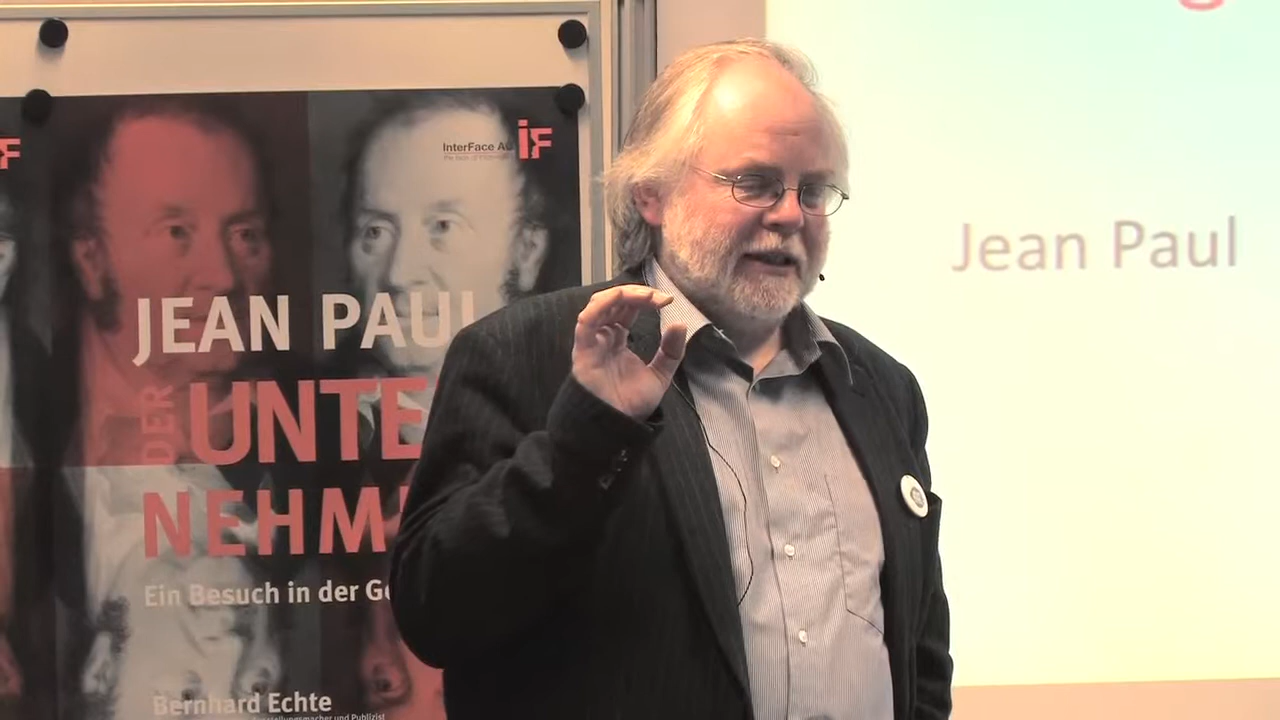 InterFace AG
iF
F
JEAN PAUL
DER
UNTE
NEHM
Ein Besuch in der Ge
Bernhard Echte
Jean Paul